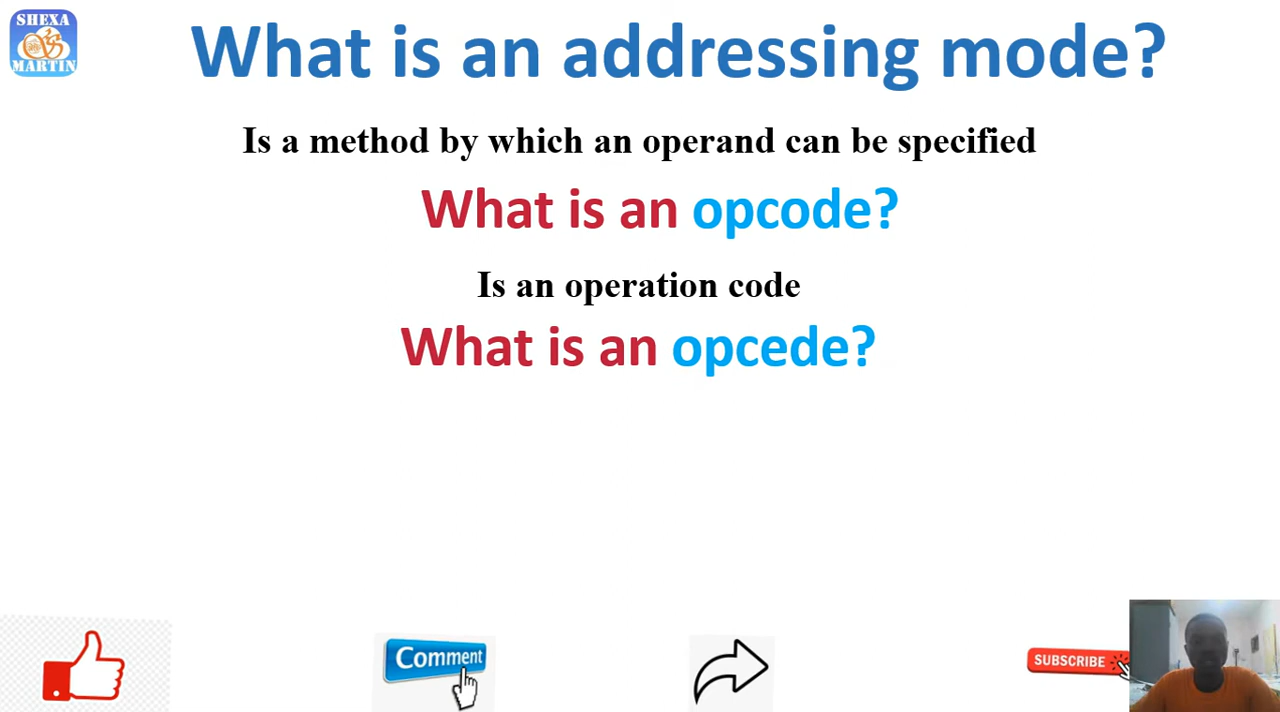 SHEXA
MARTIN
What is an addressing mode?
Is a method by which an operand can be specified
What is an opcode?
Is an operation code
What is an opcede?
Comment
SUBSCRIBE